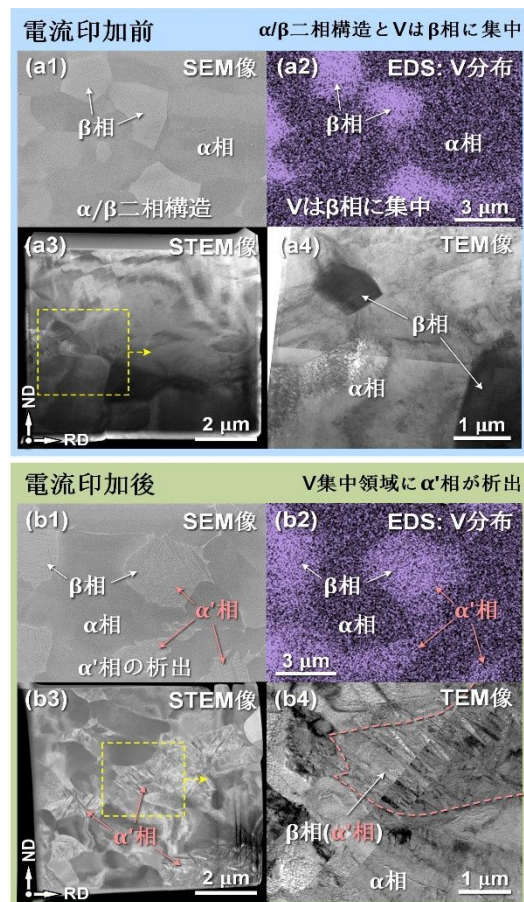 電流印加前
α/β二相構造とVはβ相に集中
(a1)
SEM像
β相
α相
α/β二相構造
(a2)
EDS: V分布
β相
α相
Vはβ相に集中
3 μm
(a3)
STEM像
ND
RD
2 μm
(a4)
TEM像
β相
α相
1 μm
電流印加後
V集中領域にα'相が析出
(b1)
SEM像
β相
α'相
α相
α'相の析出
(b2)
EDS: V分布
β相
α'相
α相
3 μm
(b3)
STEM像
α'相
ND
RD
2 μm
(b4)
TEM像
β相(α'相)
α相
1 μm